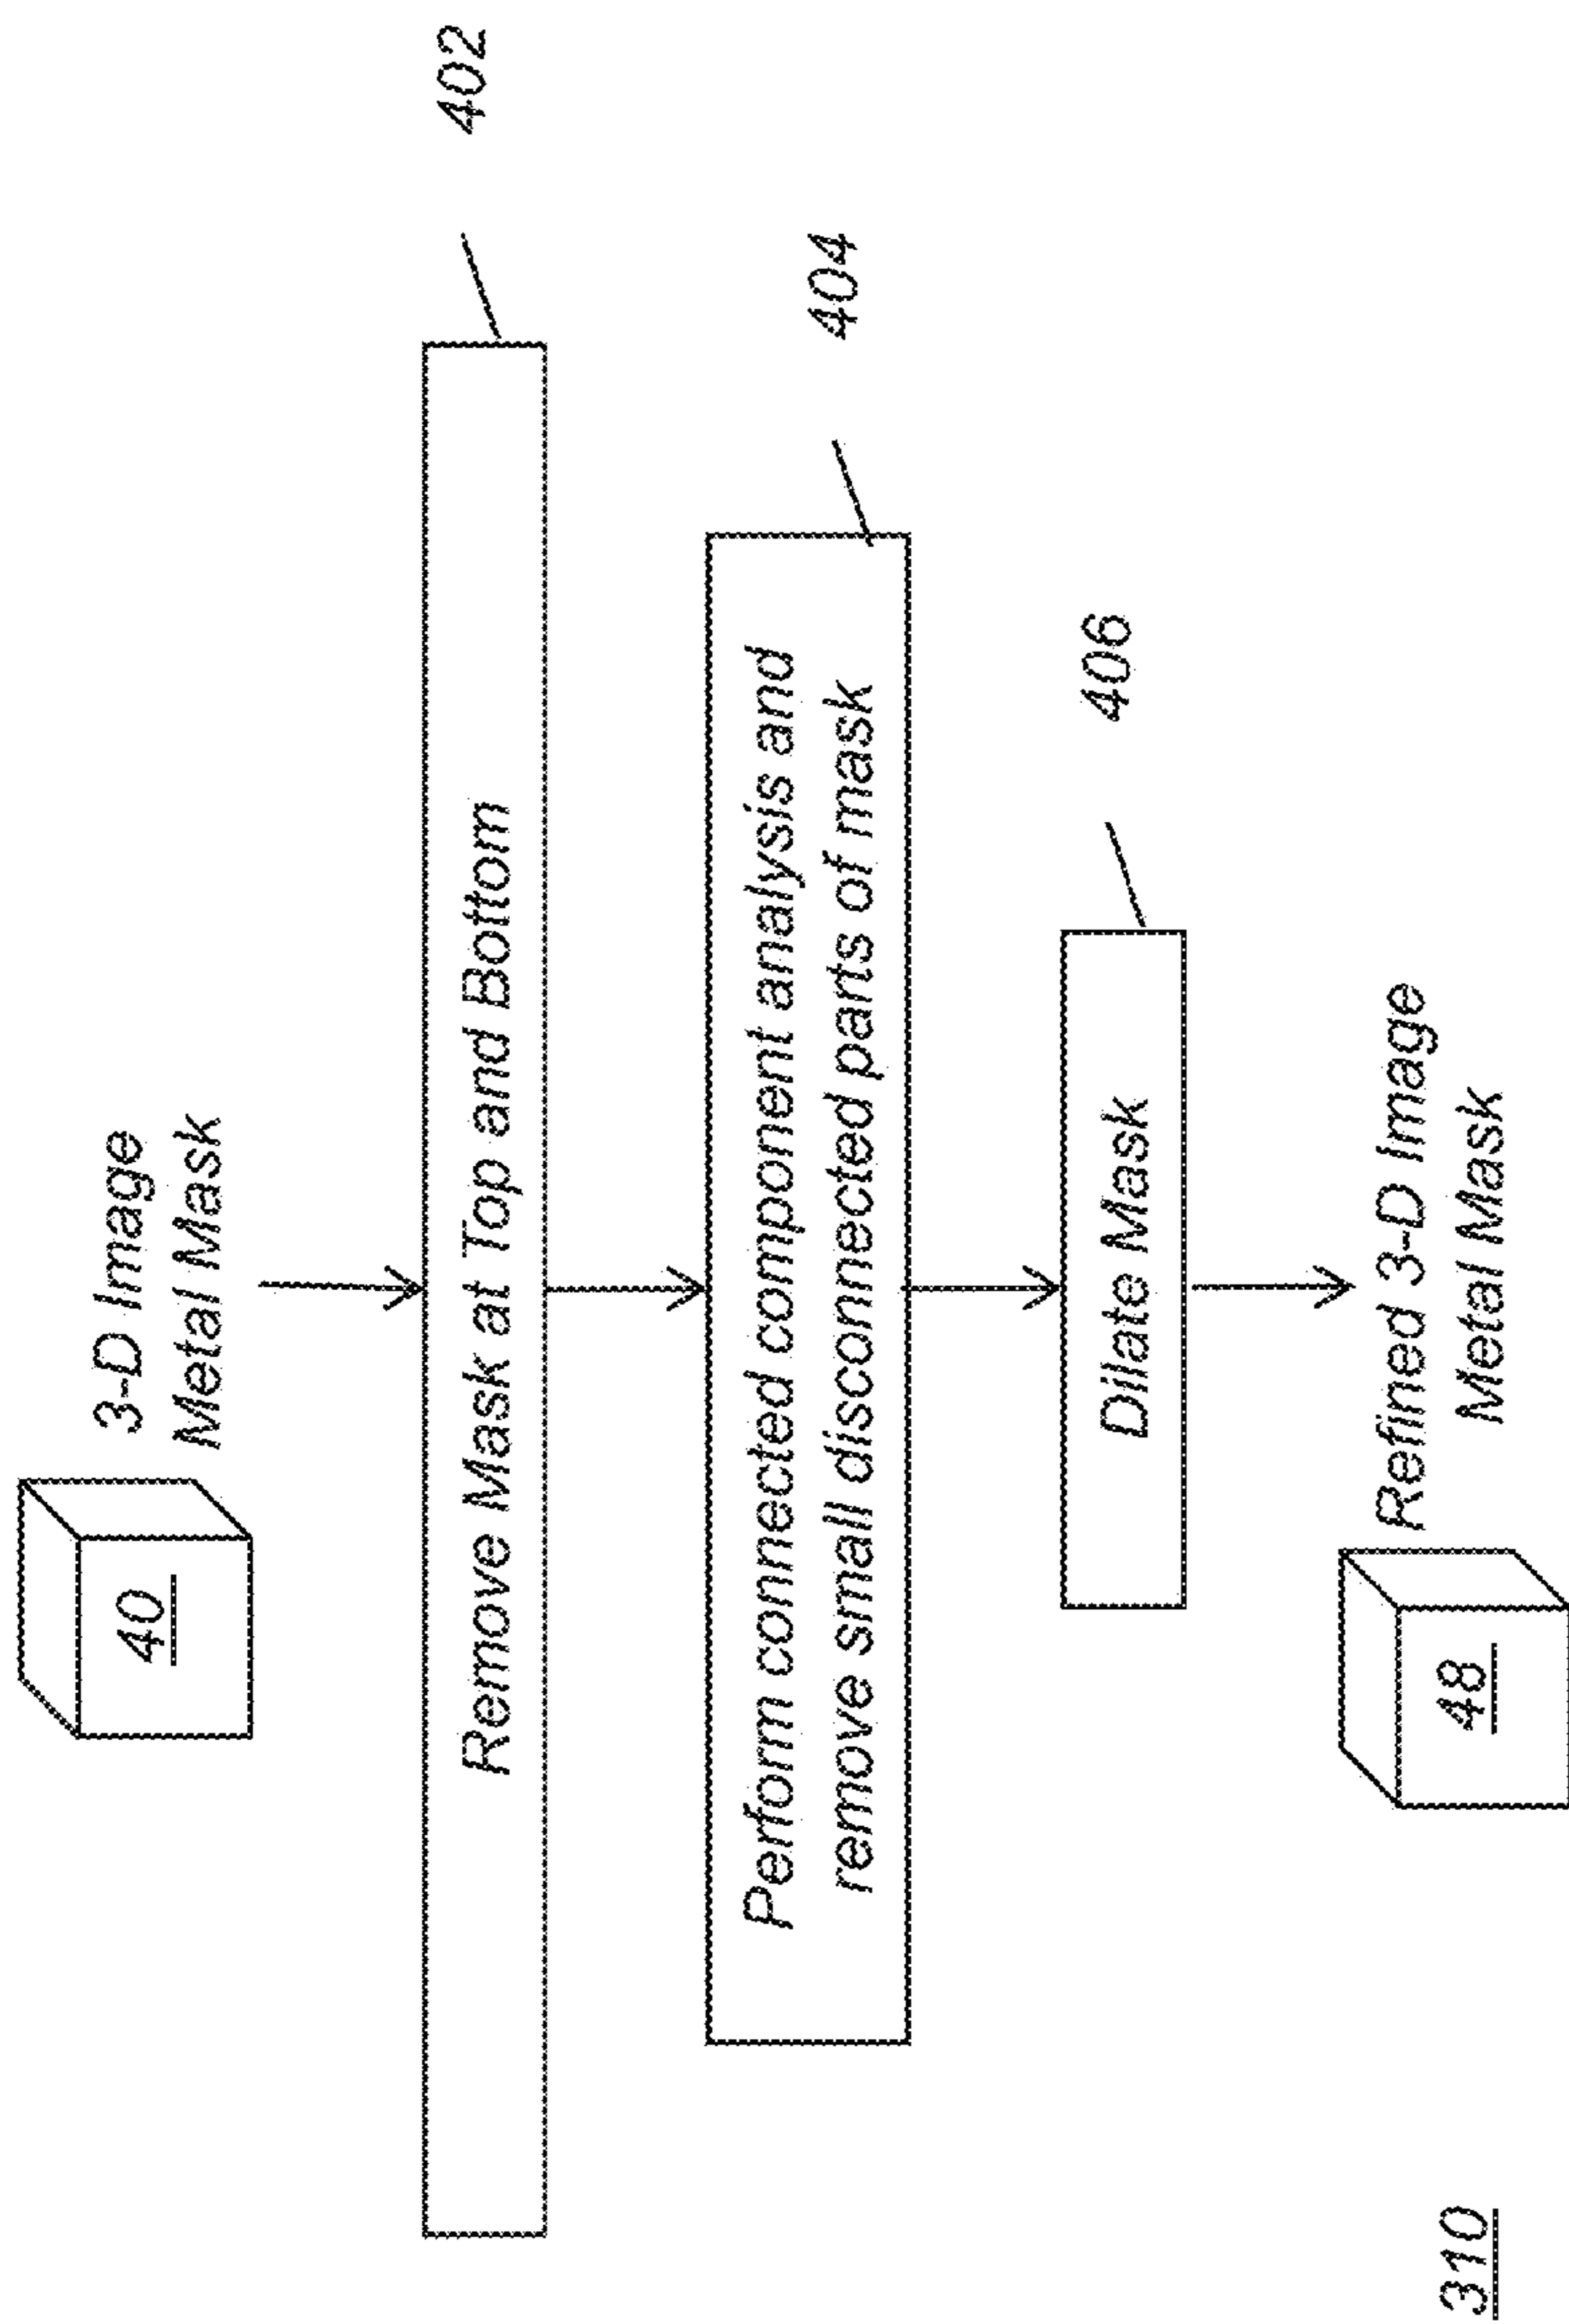 3-D Image
Metal Mask
40
Remove Mask at Top and Bottom
402
Perform connected component analysis and
remove small disconnected parts of mask
404
Dilate Mask
406
Refined 3-D Image
Metal Mask
48
310